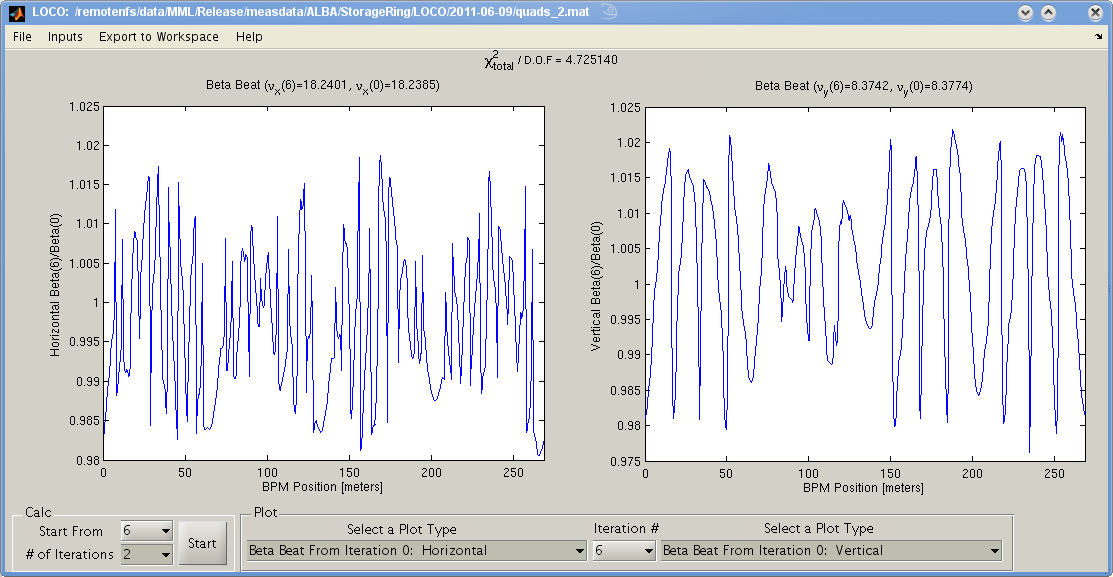 LOCO: /remotenfs/data/MML/Release/measdata/ALBA/StorageRing/LOCO/2011-06-09/quads_2.mat
File Inputs Export to Workspace Help
χ²total / D.O.F = 4.725140
Beta Beat (νx(6)=18.2401, νx(0)=18.2385)
Horizontal Beta(6)/Beta(0)
1.025
1.02
1.015
1.01
1.005
1
0.995
0.99
0.985
0.98
0 50 100 150 200 250
BPM Position [meters]
Beta Beat (νy(6)=8.3742, νy(0)=8.3774)
Vertical Beta(6)/Beta(0)
1.025
1.02
1.015
1.01
1.005
1
0.995
0.99
0.985
0.98
0.975
0 50 100 150 200 250
BPM Position [meters]
Calc
Start From 6
# of Iterations 2
Start
Plot
Select a Plot Type Iteration # Select a Plot Type
Beta Beat From Iteration 0: Horizontal 6 Beta Beat From Iteration 0: Vertical